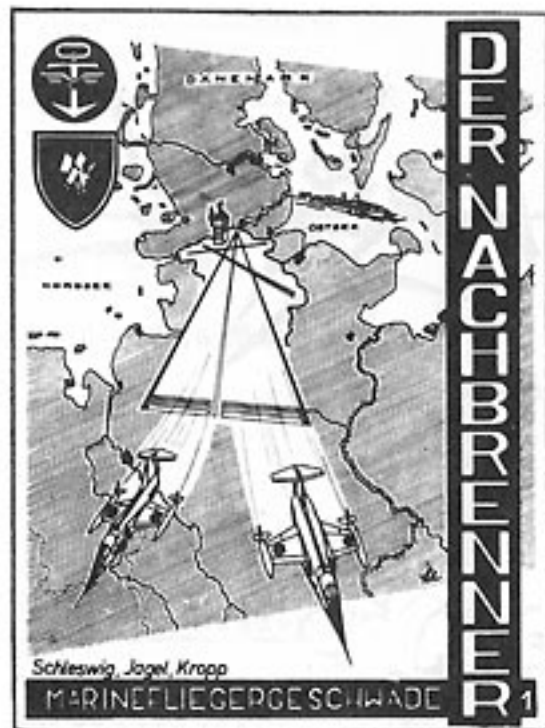 DER NACHBRENNER
DÄNEMARK
OSTSEE
NORDSEE
Schleswig, Jagel, Kropp
MARINEFLIEGERGESCHWADER 1